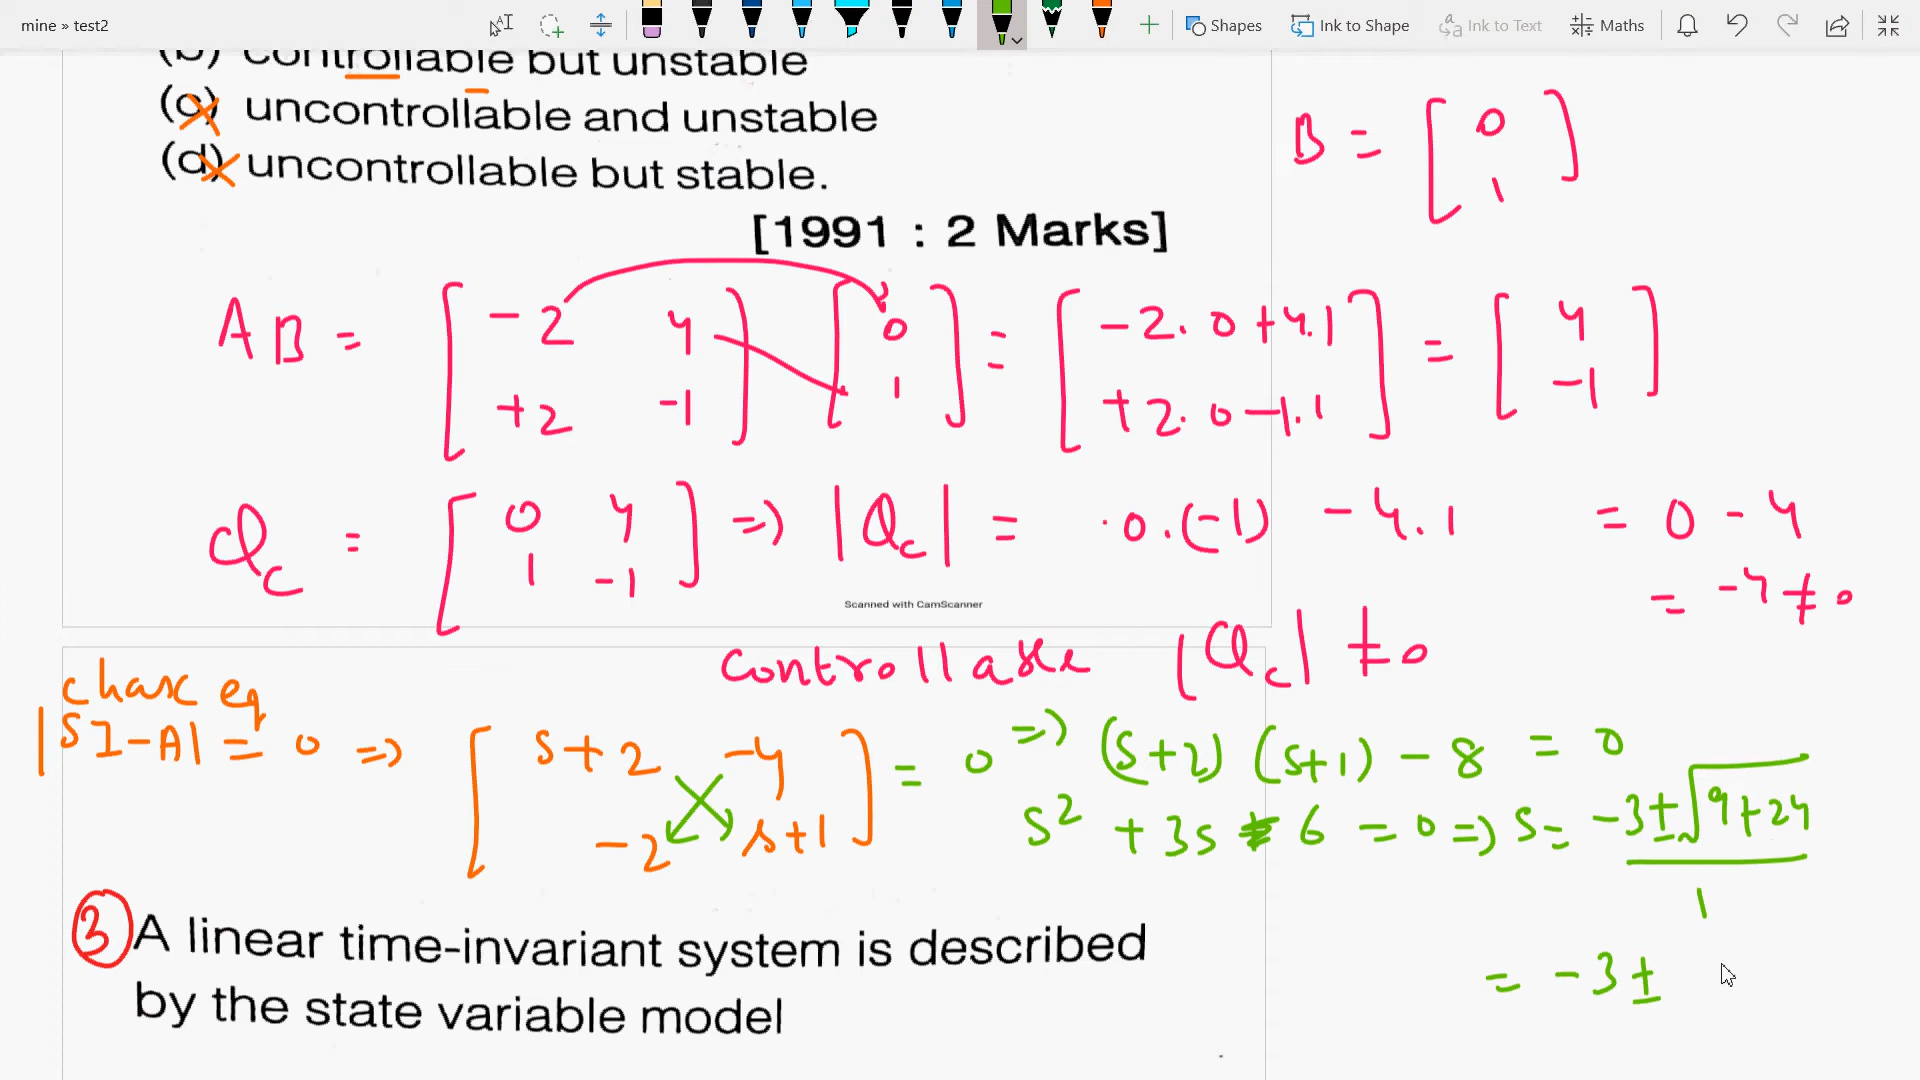 mine » test2
Shapes
Ink to Shape
Ink to Text
Maths
(b) controllable but unstable
(c) uncontrollable and unstable
(d) uncontrollable but stable.
[1991 : 2 Marks]
B = [0 1]
AB = [-2 4 +2 -1] [0 1] = [-2.0+4.1 +2.0-1.1] = [4 -1]
Qc = [0 4 1 -1] => |Qc| = 0.(-1) - 4.1 = 0 - 4
= -4 ≠ 0
Scanned with CamScanner
Controllable |Qc| ≠ 0
char eq
|SI-A| = 0 => [s+2 -4 -2 s+1] = 0 => (s+2) (s+1) - 8 = 0
s² + 3s - 6 = 0 => s = -3±√9+24 / 1
= -3 ±
3 A linear time-invariant system is described
by the state variable model